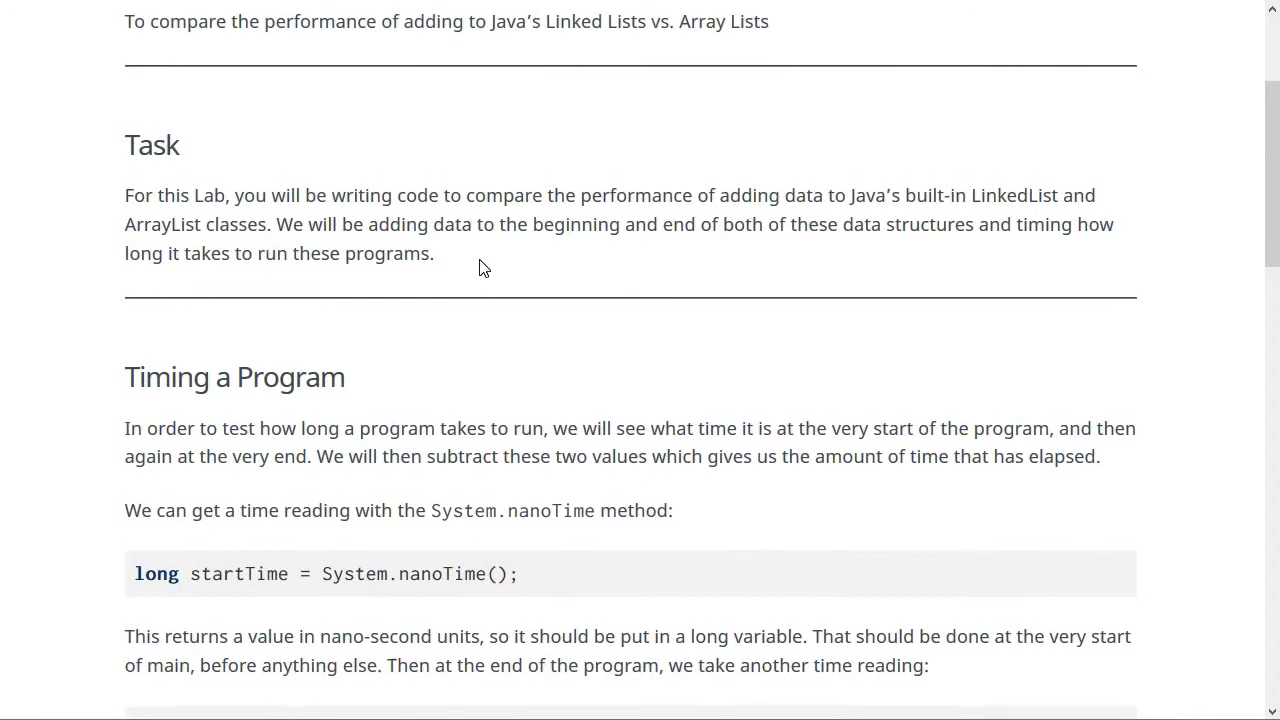 To compare the performance of adding to Java’s Linked Lists vs. Array Lists
Task
For this Lab, you will be writing code to compare the performance of adding data to Java’s built-in LinkedList and
ArrayList classes. We will be adding data to the beginning and end of both of these data structures and timing how
long it takes to run these programs.
Timing a Program
In order to test how long a program takes to run, we will see what time it is at the very start of the program, and then
again at the very end. We will then subtract these two values which gives us the amount of time that has elapsed.
We can get a time reading with the System.nanoTime method:
long startTime = System.nanoTime();
This returns a value in nano-second units, so it should be put in a long variable. That should be done at the very start
of main, before anything else. Then at the end of the program, we take another time reading: